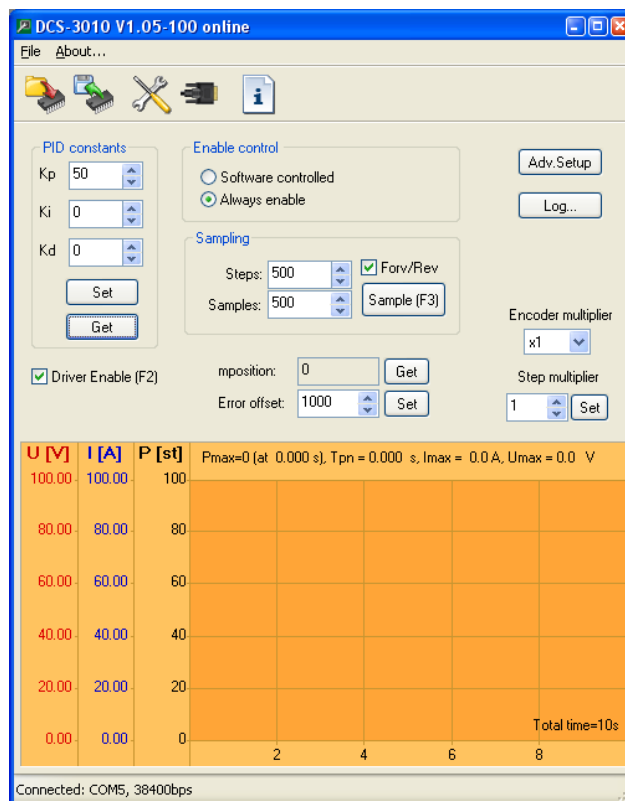 DCS-3010 V1.05-100 online
File About...
PID constants
Kp 50
Ki 0
Kd 0
Set
Get
Enable control
Software controlled
Always enable
Adv.Setup
Log...
Sampling
Steps: 500 Forv/Rev
Samples: 500 Sample (F3)
Encoder multiplier
x1
Driver Enable (F2)
mposition: 0 Get
Error offset: 1000 Set
Step multiplier
1 Set
U [V] I [A] P [st] Pmax=0 (at 0.000 s), Tpn = 0.000 s, Imax = 0.0 A, Umax = 0.0 V
100.00 100.00 100
80.00 80.00 80
60.00 60.00 60
40.00 40.00 40
20.00 20.00 20
Total time=10s
0.00 0.00 0
2 4 6 8
Connected: COM5, 38400bps